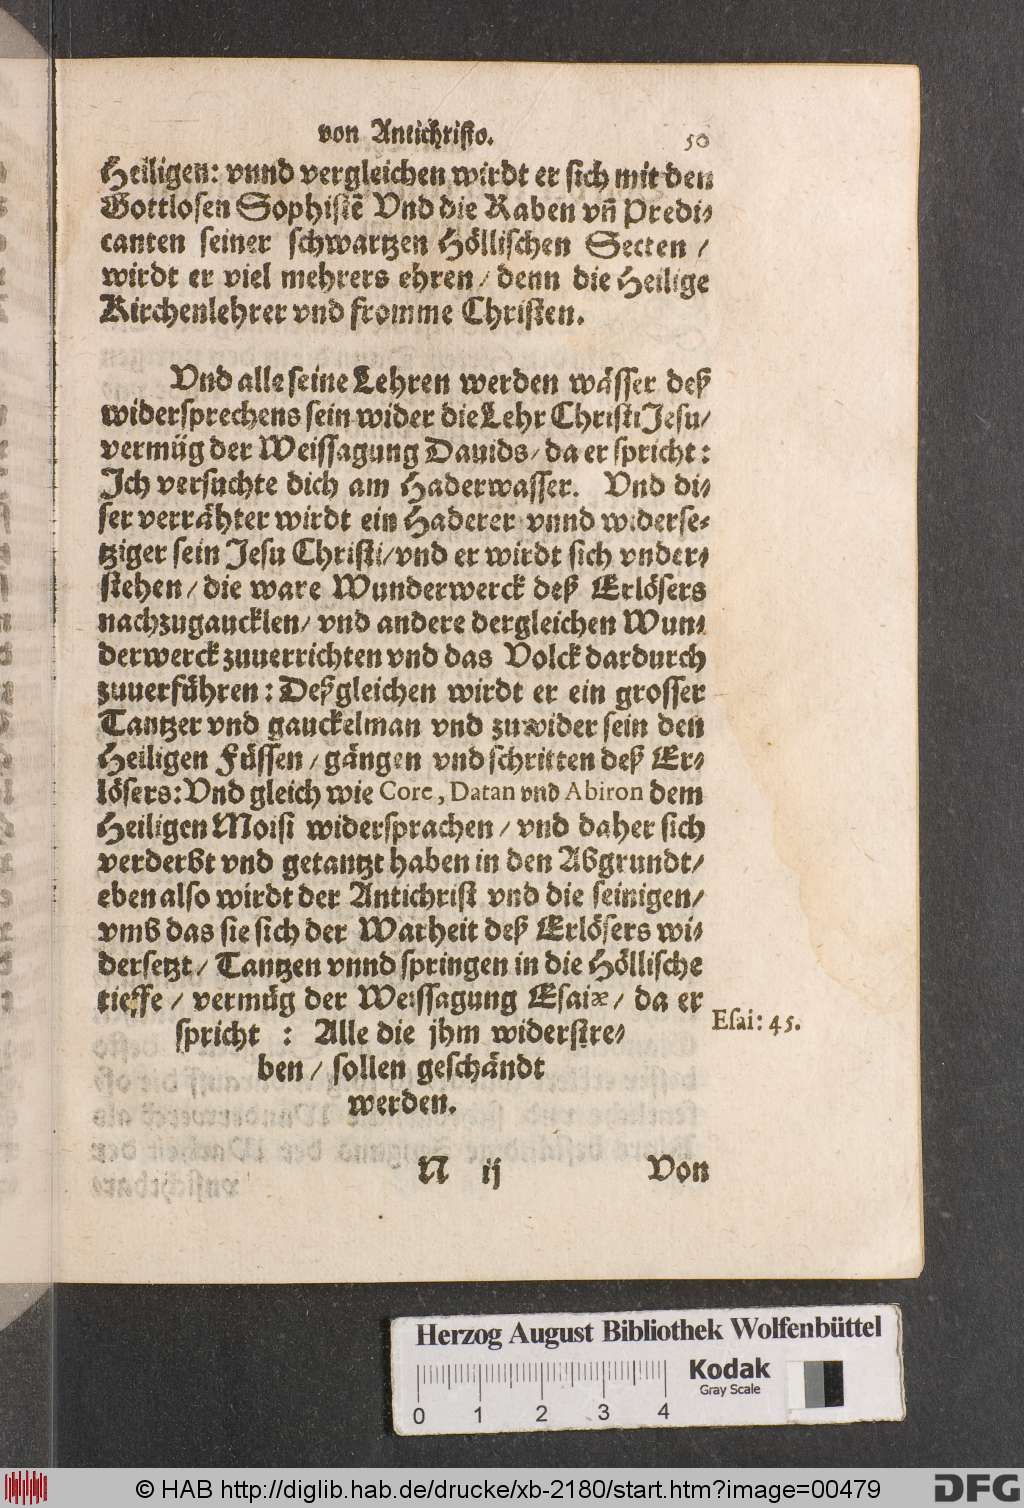 von Antichristo.
50
Heiligen: vnnd vergleichen wirdt er sich mit den
Gottlosen Sophistẽ Vnd die Raben vñ Predi⸗
canten seiner schwartzen Höllischen Secten /
wirdt er viel mehrers ehren / denn die Heilige
Kirchenlehrer vnd fromme Christen.
Vnd alle seine Lehren werden wässer deß
widersprechens sein wider die Lehr Christi Jesu /
vermüg der Weissagung Dauids / da er spricht:
Ich versuchte dich am Haderwasser. Vnd di⸗
ser verrähter wirdt ein Haderer vnnd widerse⸗
tziger sein Jesu Christi / vnd er wirdt sich vnder⸗
stehen / die ware Wunderwerck deß Erlösers
nachzugaucklen / vnd andere dergleichen Wun⸗
derwerck zuuerrichten vnd das Volck dardurch
zuuerführen: Deßgleichen wirdt er ein grosser
Tantzer vnd gauckelman vnd zuwider sein den
Heiligen Füssen / gängen vnd schritten deß Er⸗
lösers: Vnd gleich wie Core, Datan vnd Abiron dem
Heiligen Moisi widersprachen / vnd daher sich
verderbt vnd getantzt haben in den Abgrundt /
eben also wirdt der Antichrist vnd die seinigen /
vmb das sie sich der Warheit deß Erlösers wi⸗
dersetzt / Tantzen vnnd springen in die Höllische
tieffe / vermüg der Weissagung Esaiæ / da er
Esai: 45.
spricht : Alle die jhm widerstre⸗
ben / sollen geschändt
werden.
N ij
Von
Herzog August Bibliothek Wolfenbüttel
Kodak
Gray Scale
0 1 2 3 4
© HAB http://diglib.hab.de/drucke/xb-2180/start.htm?image=00479
DFG